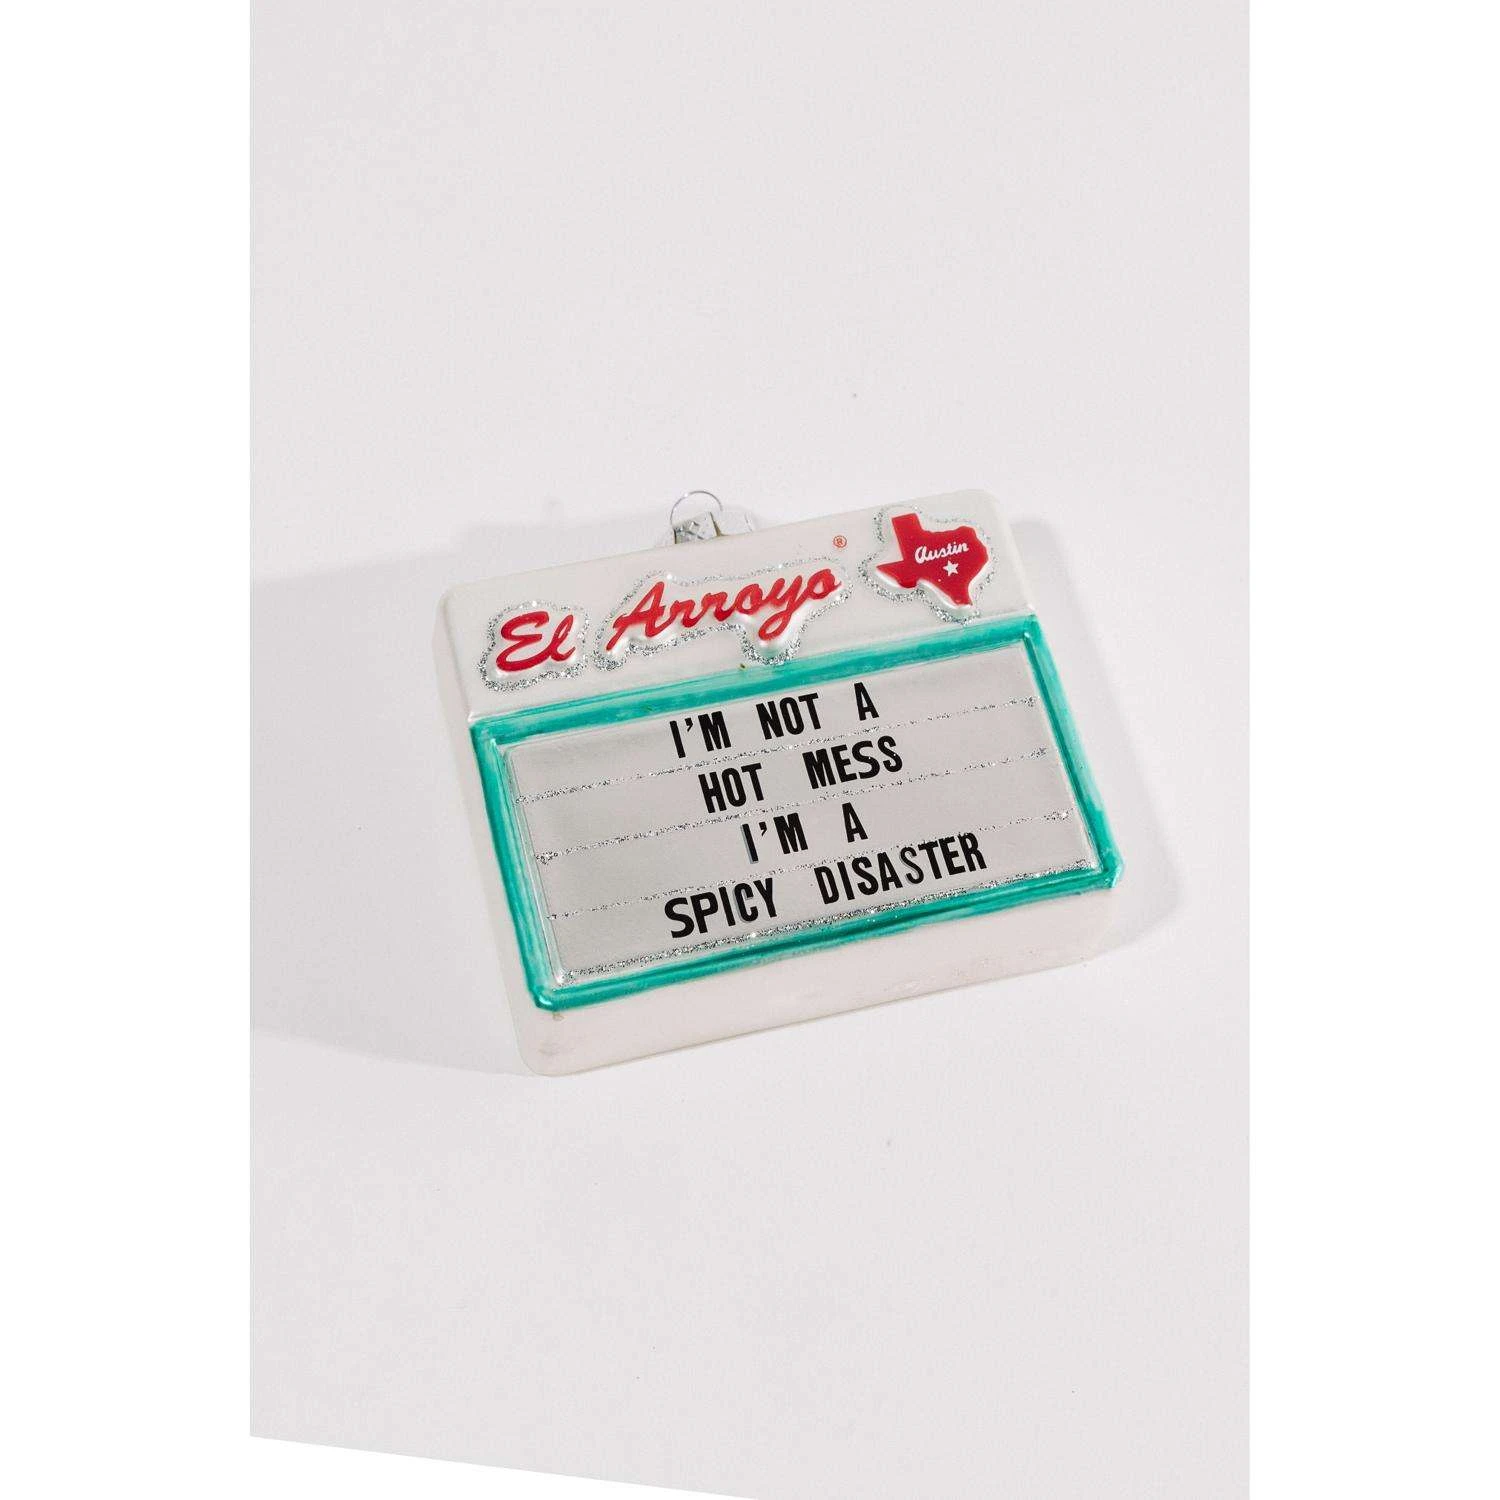 El Arroyo ®
Austin
I'M NOT A
HOT MESS
I'M A
SPICY DISASTER